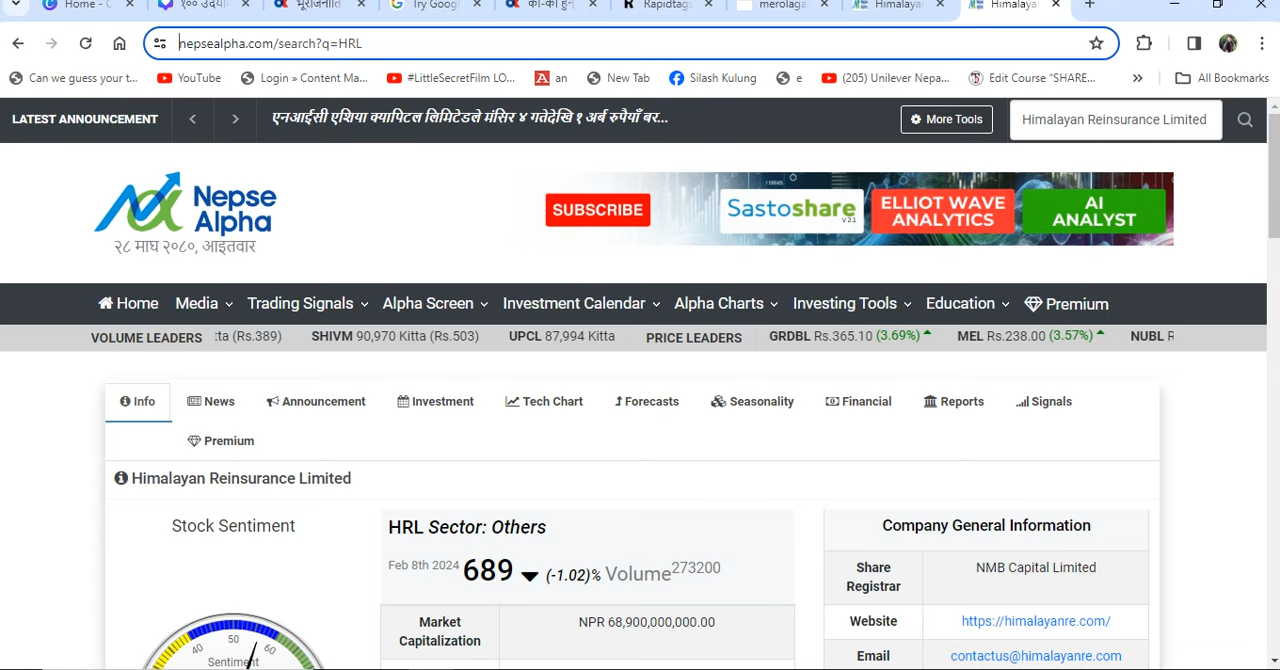 Home - C
१०० उदया
भूराजनीति
Try Googl
का-का हुन्
Rapidtags
merolaga
Himalaya
Himalay
nepsealpha.com/search?q=HRL
Can we guess your t...
YouTube
Login » Content Ma...
#LittleSecretFilm LO...
an
New Tab
Silash Kulung
e
(205) Unilever Nepa...
Edit Course "SHARE...
All Bookmarks
LATEST ANNOUNCEMENT
एनआईसी एशिया क्यापिटल लिमिटेडले मंसिर ४ गतेदेखि १ अर्ब रुपैयाँ बर...
More Tools
Himalayan Reinsurance Limited
Nepse
Alpha
२८ माघ २०८०, आइतवार
SUBSCRIBE
Sastoshare
V 2.1
ELLIOT WAVE
ANALYTICS
AI
ANALYST
Home Media Trading Signals Alpha Screen Investment Calendar Alpha Charts Investing Tools Education Premium
VOLUME LEADERS tta (Rs.389) SHIVM 90,970 Kitta (Rs.503) UPCL 87,994 Kitta PRICE LEADERS GRDBL Rs.365.10 (3.69%) MEL Rs.238.00 (3.57%) NUBL R
Info News Announcement Investment Tech Chart Forecasts Seasonality Financial Reports Signals
Premium
Himalayan Reinsurance Limited
Stock Sentiment
40
50
60
Sentiment
HRL Sector: Others
Feb 8th 2024 689 (-1.02)% Volume 273200
Market
Capitalization
NPR 68,900,000,000.00
Company General Information
Share
Registrar
NMB Capital Limited
Website
https://himalayanre.com/
Email
contactus@himalayanre.com